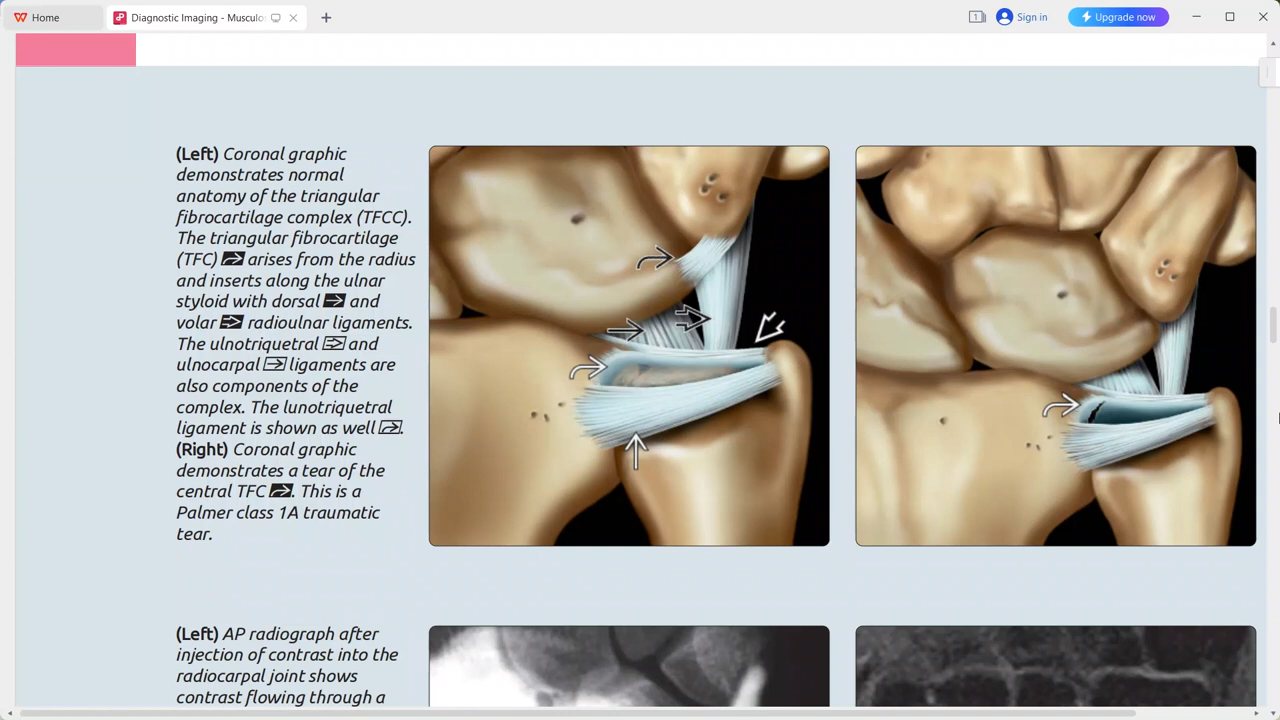 Home
Diagnostic Imaging - Musculos
1
Sign in
Upgrade now
(Left) Coronal graphic
demonstrates normal
anatomy of the triangular
fibrocartilage complex (TFCC).
The triangular fibrocartilage
(TFC) arises from the radius
and inserts along the ulnar
styloid with dorsal and
volar radioulnar ligaments.
The ulnotriquetral and
ulnocarpal ligaments are
also components of the
complex. The lunotriquetral
ligament is shown as well .
(Right) Coronal graphic
demonstrates a tear of the
central TFC . This is a
Palmer class 1A traumatic
tear.
(Left) AP radiograph after
injection of contrast into the
radiocarpal joint shows
contrast flowing through a